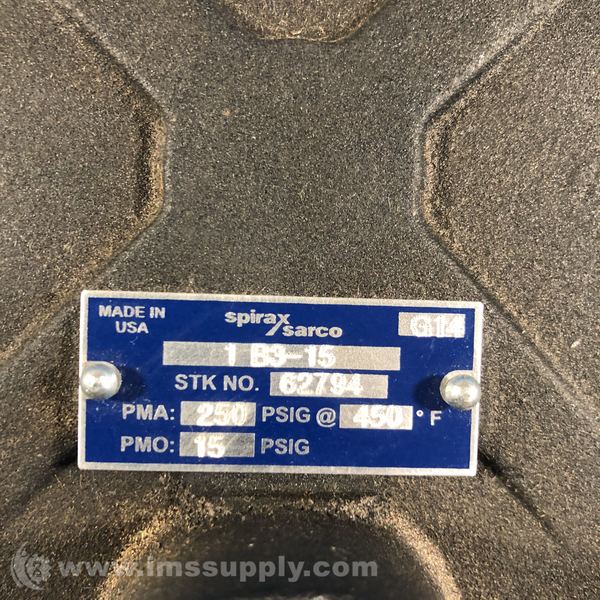 MADE IN
USA
spirax
sarco
G14
1 B3-15
STK NO. 62794
PMA: 250 PSIG @ 450 ° F
PMO: 15 PSIG
www.imssupply.com